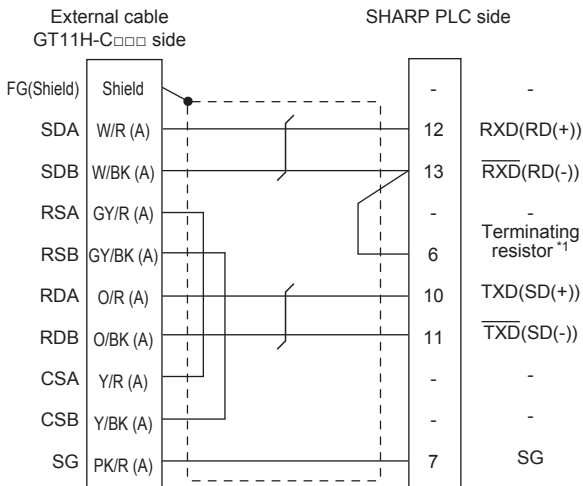 External cable SHARP PLC side
GT11H-C□□□ side
FG(Shield) Shield - -
SDA W/R (A) 12 RXD(RD(+))
SDB W/BK (A) 13 R̅X̅D̅(RD(-))
RSA GY/R (A) - -
RSB GY/BK (A) 6 Terminating
resistor *1
RDA O/R (A) 10 TXD(SD(+))
RDB O/BK (A) 11 T̅X̅D̅(SD(-))
CSA Y/R (A) - -
CSB Y/BK (A) - -
SG PK/R (A) 7 SG